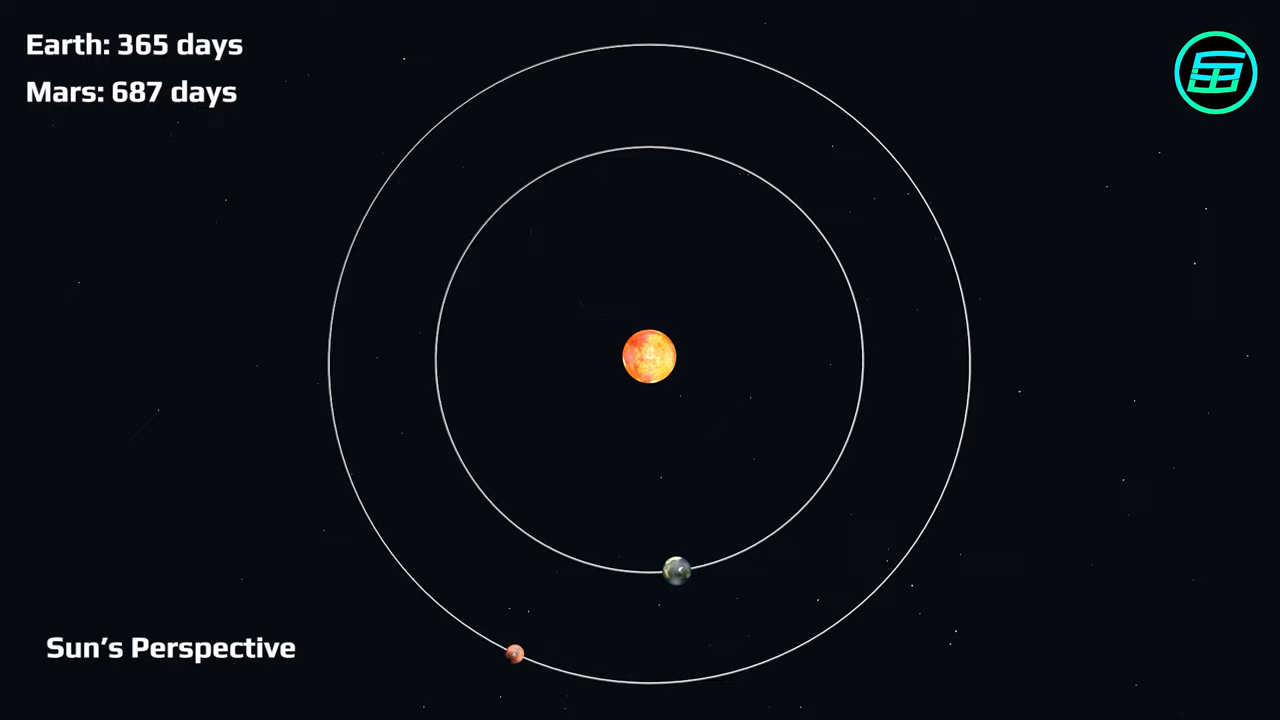 Earth: 365 days
Mars: 687 days
Sun’s Perspective